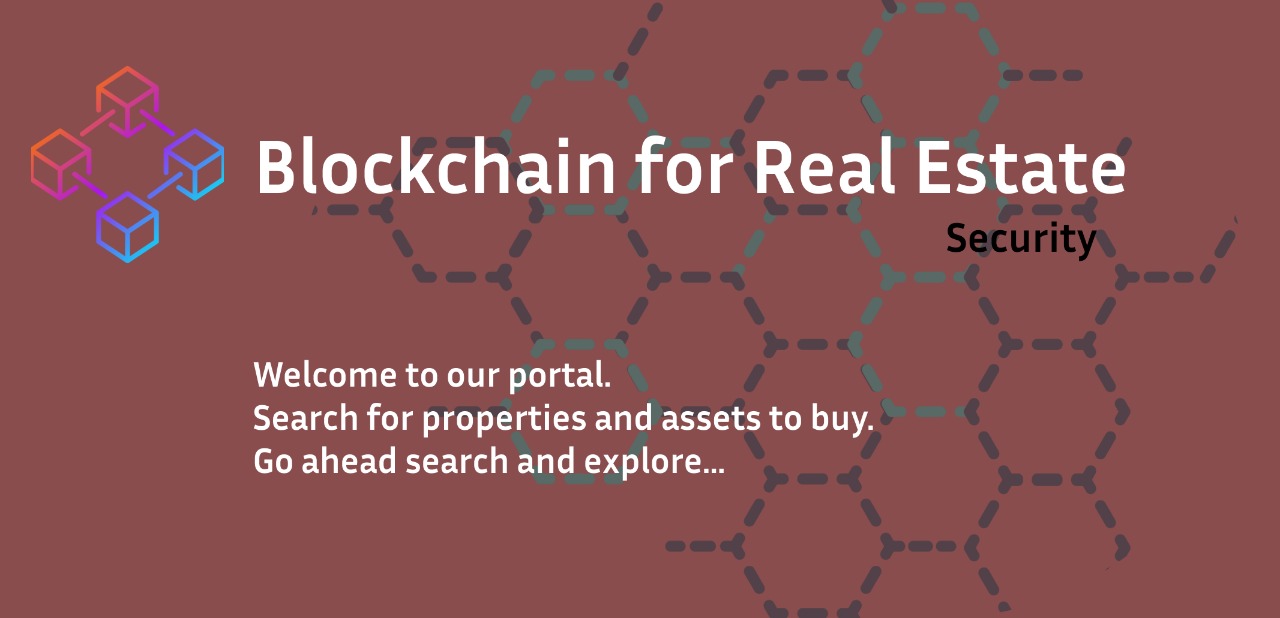 Blockchain for Real Estate
Security
Welcome to our portal.
Search for properties and assets to buy.
Go ahead search and explore...